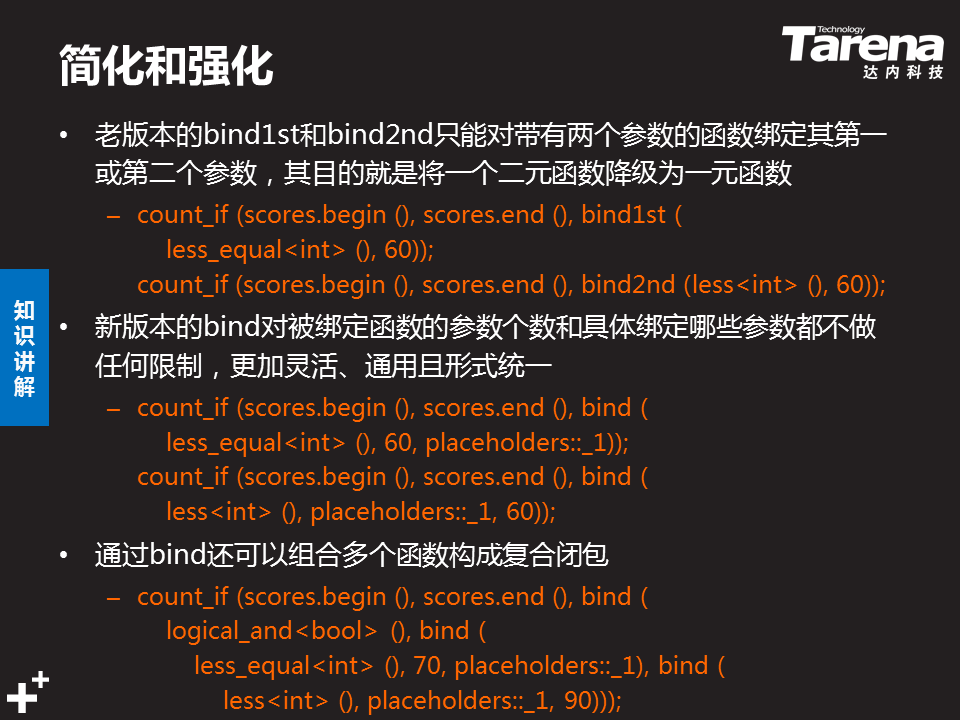 简化和强化
Technology
Tarena
达内科技
• 老版本的bind1st和bind2nd只能对带有两个参数的函数绑定其第一
或第二个参数，其目的就是将一个二元函数降级为一元函数
– count_if (scores.begin (), scores.end (), bind1st (
less_equal<int> (), 60));
count_if (scores.begin (), scores.end (), bind2nd (less<int> (), 60));
知识讲解
• 新版本的bind对被绑定函数的参数个数和具体绑定哪些参数都不做
任何限制，更加灵活、通用且形式统一
– count_if (scores.begin (), scores.end (), bind (
less_equal<int> (), 60, placeholders::_1));
count_if (scores.begin (), scores.end (), bind (
less<int> (), placeholders::_1, 60));
• 通过bind还可以组合多个函数构成复合闭包
– count_if (scores.begin (), scores.end (), bind (
logical_and<bool> (), bind (
less_equal<int> (), 70, placeholders::_1), bind (
less<int> (), placeholders::_1, 90)));
++